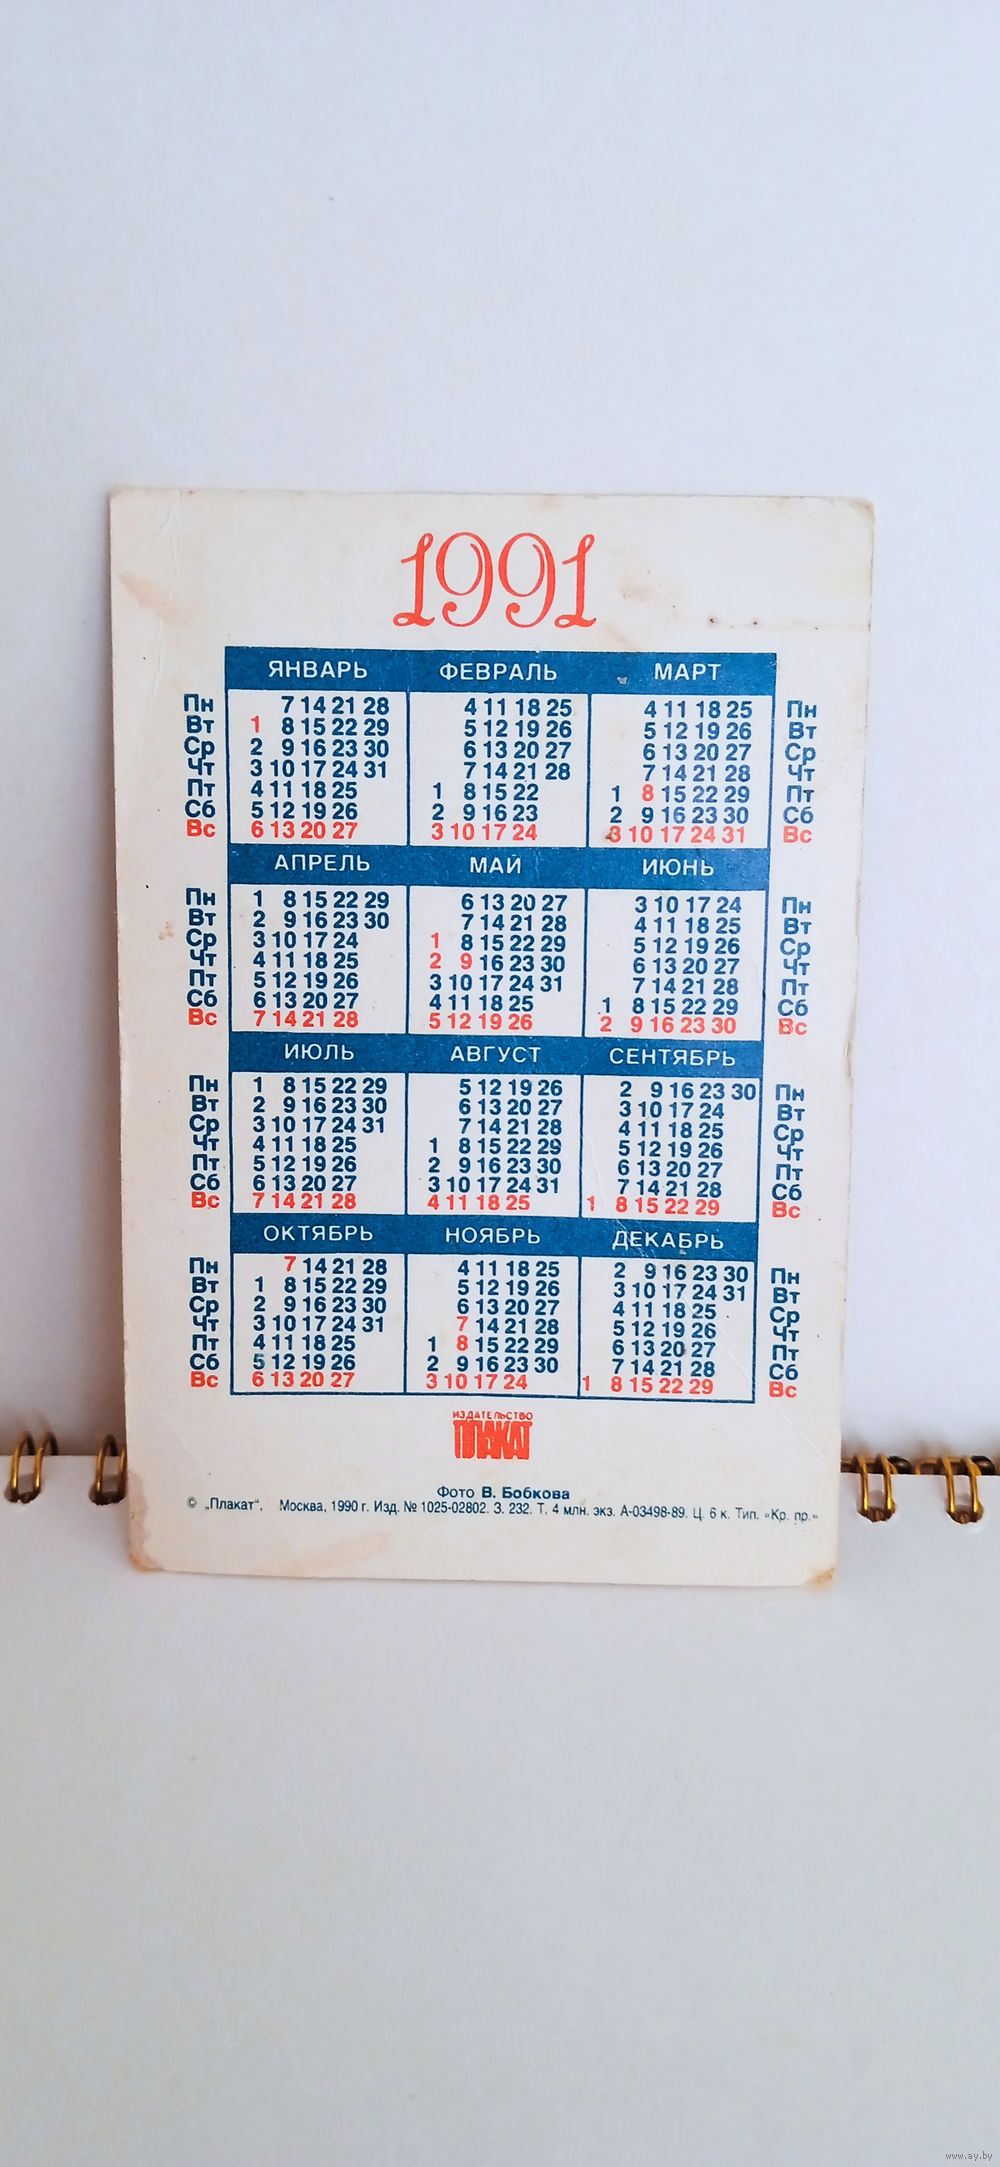 1991
ЯНВАРЬ ФЕВРАЛЬ МАРТ
Пн 7 14 21 28 4 11 18 25 4 11 18 25 Пн
Вт 1 8 15 22 29 5 12 19 26 5 12 19 26 Вт
Ср 2 9 16 23 30 6 13 20 27 6 13 20 27 Ср
Чт 3 10 17 24 31 7 14 21 28 7 14 21 28 Чт
Пт 4 11 18 25 1 8 15 22 1 8 15 22 29 Пт
Сб 5 12 19 26 2 9 16 23 2 9 16 23 30 Сб
Вс 6 13 20 27 3 10 17 24 3 10 17 24 31 Вс
АПРЕЛЬ МАЙ ИЮНЬ
Пн 1 8 15 22 29 6 13 20 27 3 10 17 24 Пн
Вт 2 9 16 23 30 7 14 21 28 4 11 18 25 Вт
Ср 3 10 17 24 1 8 15 22 29 5 12 19 26 Ср
Чт 4 11 18 25 2 9 16 23 30 6 13 20 27 Чт
Пт 5 12 19 26 3 10 17 24 31 7 14 21 28 Пт
Сб 6 13 20 27 4 11 18 25 1 8 15 22 29 Сб
Вс 7 14 21 28 5 12 19 26 2 9 16 23 30 Вс
ИЮЛЬ АВГУСТ СЕНТЯБРЬ
Пн 1 8 15 22 29 5 12 19 26 2 9 16 23 30 Пн
Вт 2 9 16 23 30 6 13 20 27 3 10 17 24 Вт
Ср 3 10 17 24 31 7 14 21 28 4 11 18 25 Ср
Чт 4 11 18 25 1 8 15 22 29 5 12 19 26 Чт
Пт 5 12 19 26 2 9 16 23 30 6 13 20 27 Пт
Сб 6 13 20 27 3 10 17 24 31 7 14 21 28 Сб
Вс 7 14 21 28 4 11 18 25 1 8 15 22 29 Вс
ОКТЯБРЬ НОЯБРЬ ДЕКАБРЬ
Пн 7 14 21 28 4 11 18 25 2 9 16 23 30 Пн
Вт 1 8 15 22 29 5 12 19 26 3 10 17 24 31 Вт
Ср 2 9 16 23 30 6 13 20 27 4 11 18 25 Ср
Чт 3 10 17 24 31 7 14 21 28 5 12 19 26 Чт
Пт 4 11 18 25 1 8 15 22 29 6 13 20 27 Пт
Сб 5 12 19 26 2 9 16 23 30 7 14 21 28 Сб
Вс 6 13 20 27 3 10 17 24 1 8 15 22 29 Вс
ИЗДАТЕЛЬСТВО
ПЛАКАТ
Фото В. Бобкова
© „Плакат“, Москва, 1990 г. Изд. № 1025-02802. З. 232. Т. 4 млн. экз. А-03498-89. Ц. 6 к. Тип. «Кр. пр.»
www.ay.by